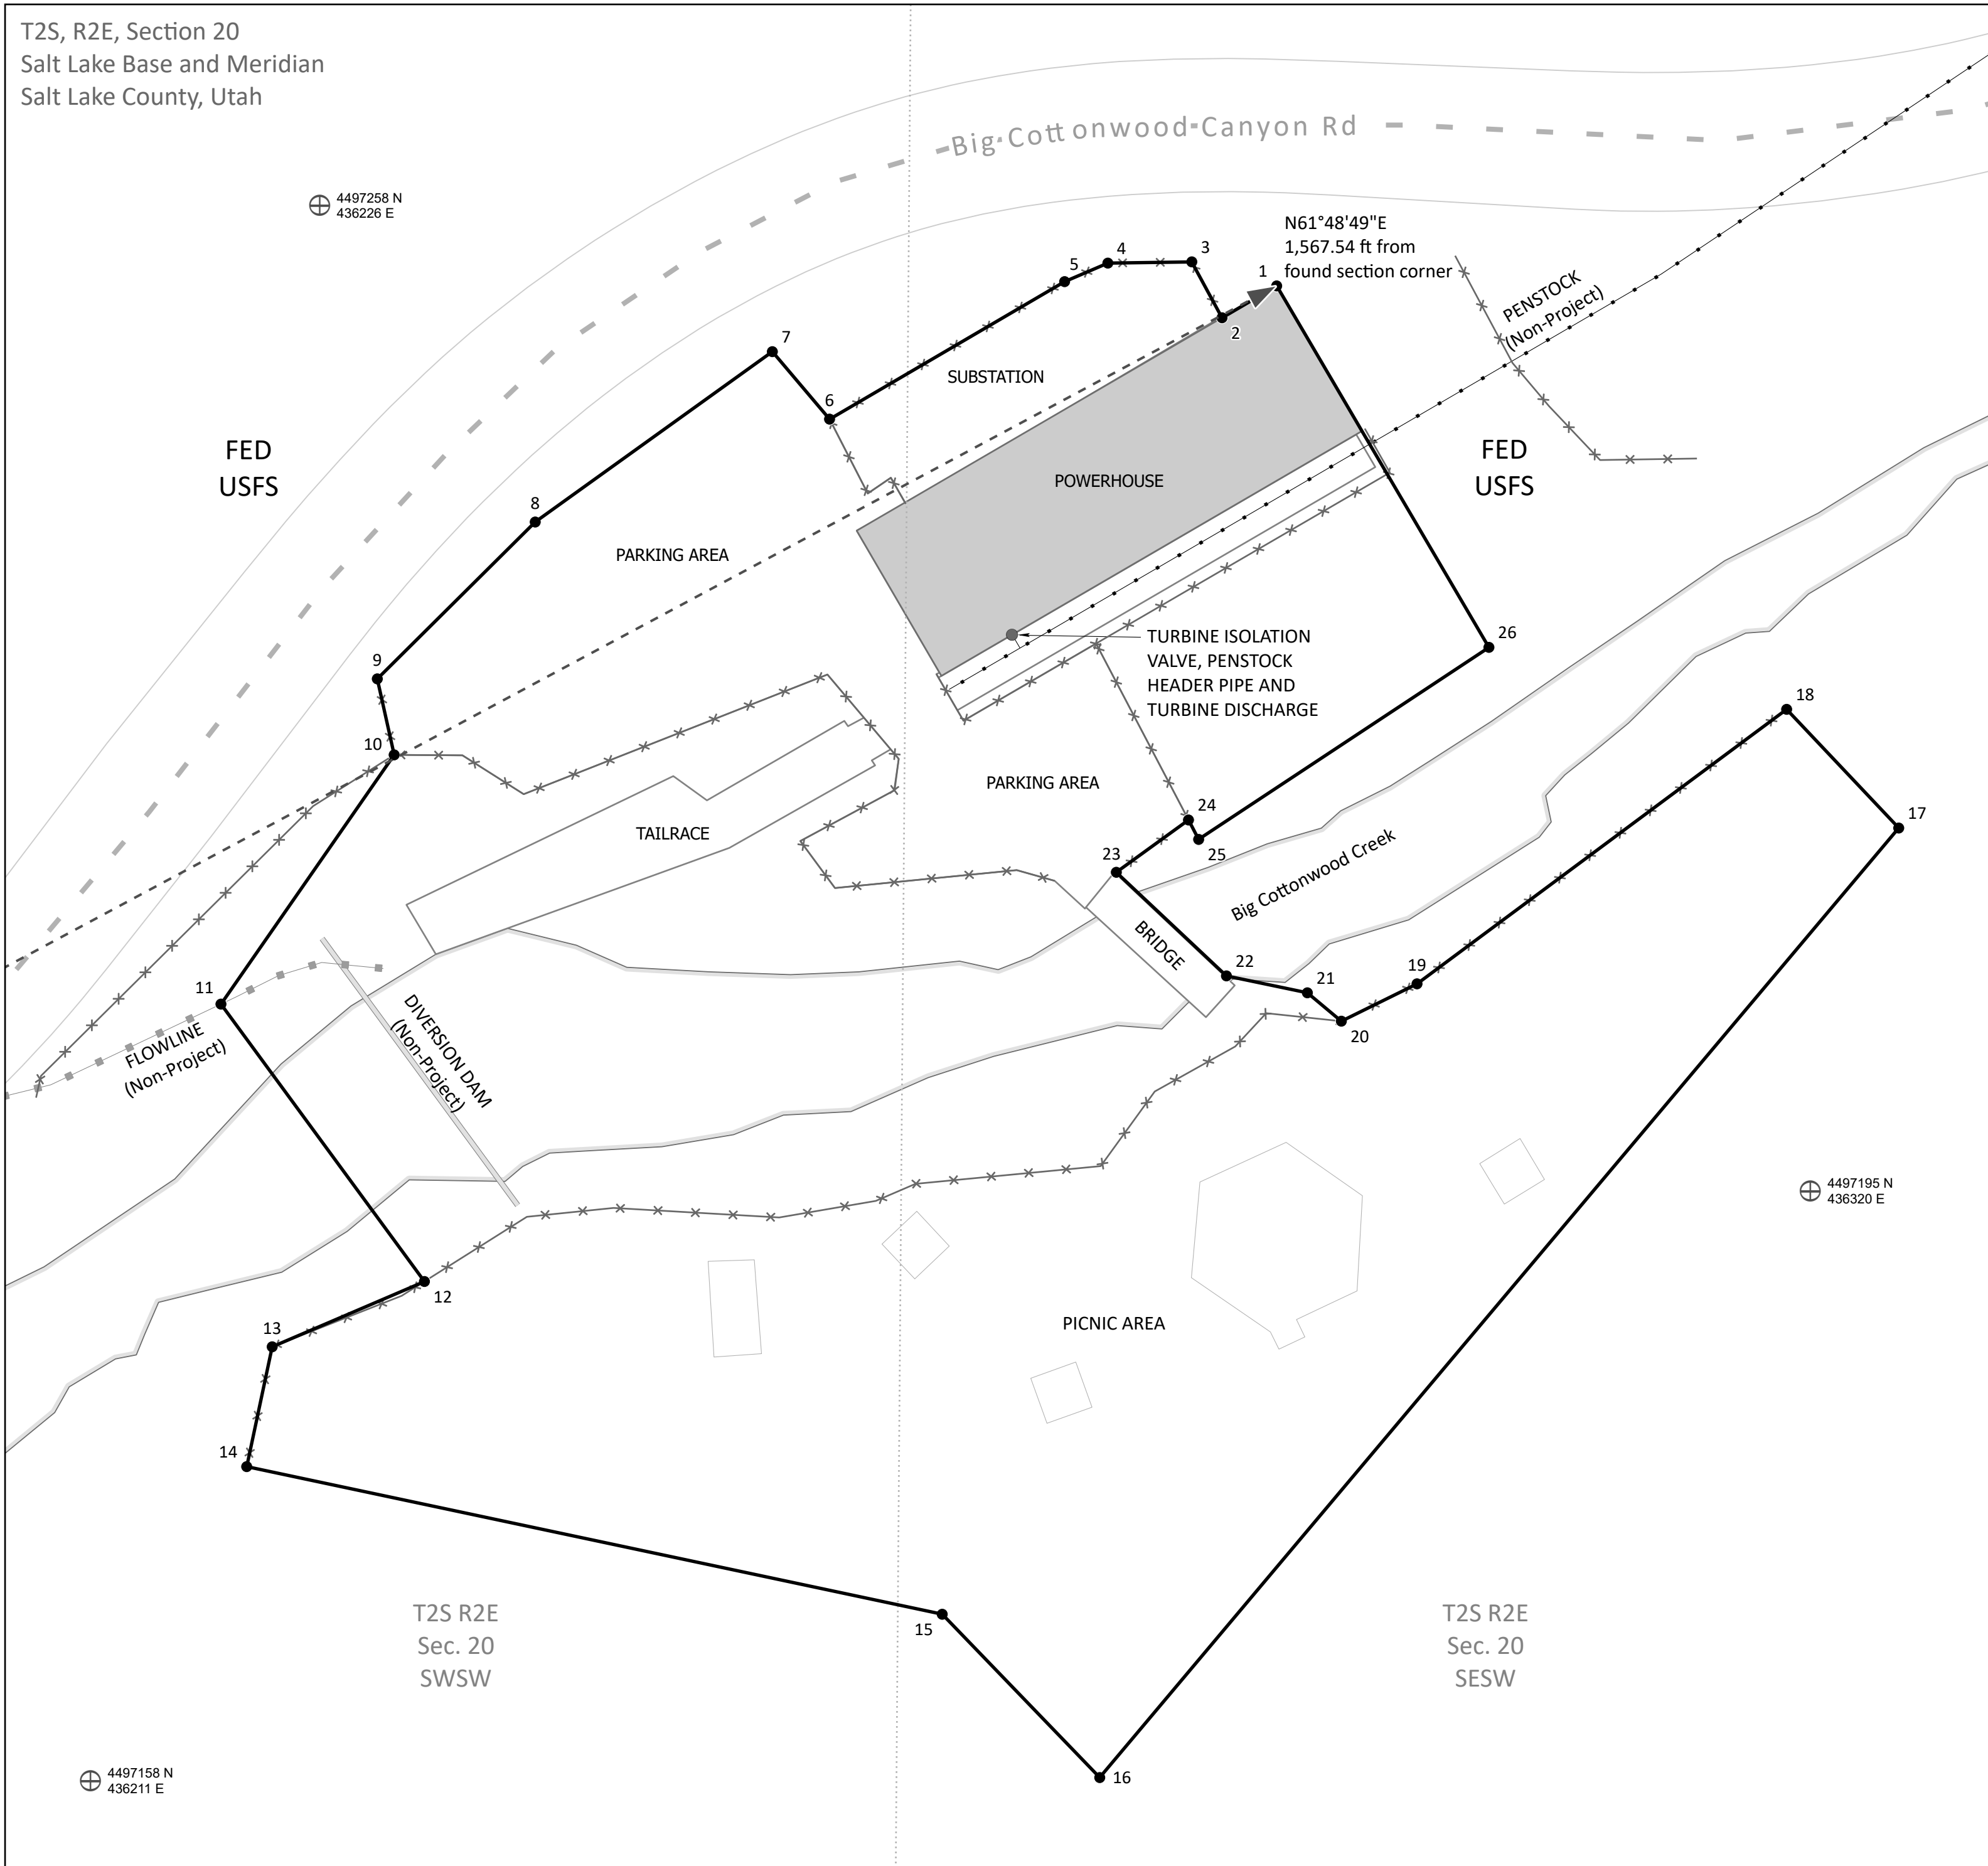 T2S, R2E, Section 20
Salt Lake Base and Meridian
Salt Lake County, Utah
Big Cottonwood Canyon Rd
4497258 N
436226 E
N61°48'49"E
1,567.54 ft from
found section corner
1
2
3
4
5
6
7
8
9
10
11
12
13
14
15
16
17
18
19
20
21
22
23
24
25
26
PENSTOCK
(Non-Project)
SUBSTATION
FED
USFS
FED
USFS
POWERHOUSE
PARKING AREA
TURBINE ISOLATION
VALVE, PENSTOCK
HEADER PIPE AND
TURBINE DISCHARGE
PARKING AREA
TAILRACE
Big Cottonwood Creek
BRIDGE
FLOWLINE
(Non-Project)
DIVERSION DAM
(Non-Project)
4497195 N
436320 E
PICNIC AREA
T2S R2E
Sec. 20
SWSW
T2S R2E
Sec. 20
SESW
4497158 N
436211 E